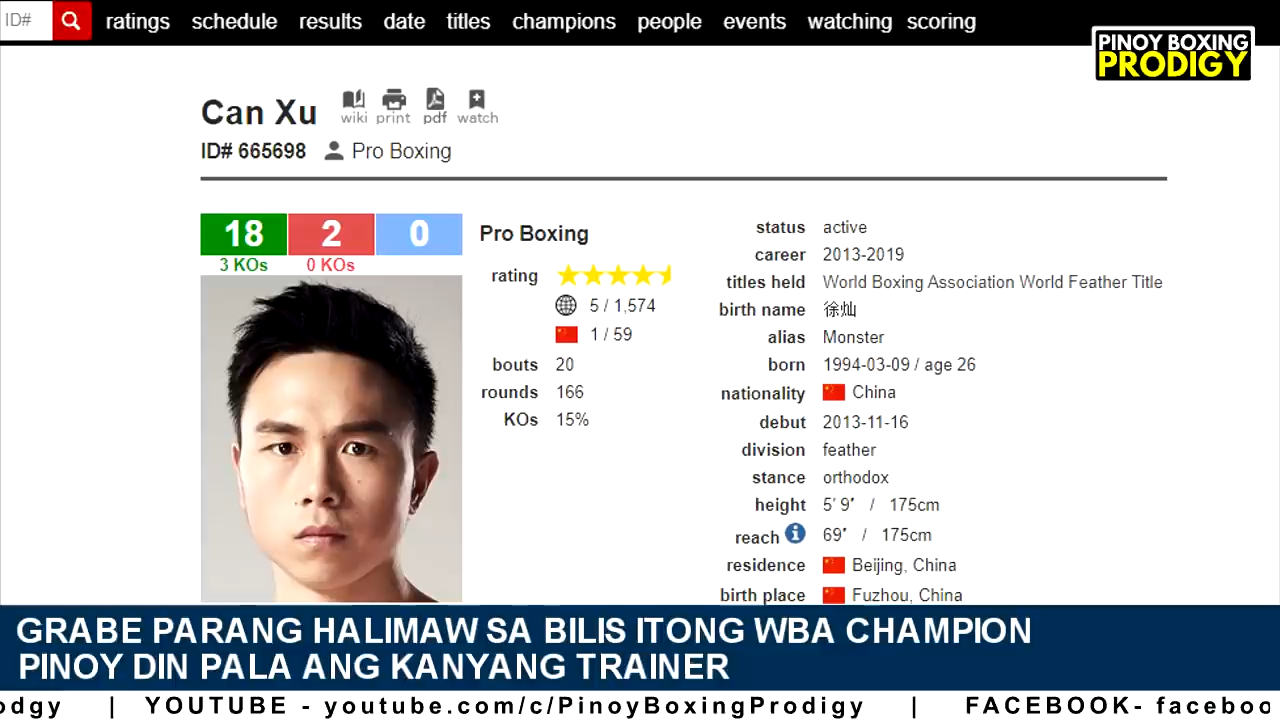 ID# ratings schedule results date titles champions people events watching scoring
PINOY BOXING
PRODIGY
Can Xu
wiki print pdf watch
ID# 665698 Pro Boxing
18 2 0
3 KOs 0 KOs
Pro Boxing
rating
5 / 1,574
1 / 59
bouts 20
rounds 166
KOs 15%
status active
career 2013-2019
titles held World Boxing Association World Feather Title
birth name 徐灿
alias Monster
born 1994-03-09 / age 26
nationality China
debut 2013-11-16
division feather
stance orthodox
height 5′ 9″ / 175cm
reach 69″ / 175cm
residence Beijing, China
birth place Fuzhou, China
GRABE PARANG HALIMAW SA BILIS ITONG WBA CHAMPION
PINOY DIN PALA ANG KANYANG TRAINER
odgy | YOUTUBE - youtube.com/c/PinoyBoxingProdigy | FACEBOOK- faceboo